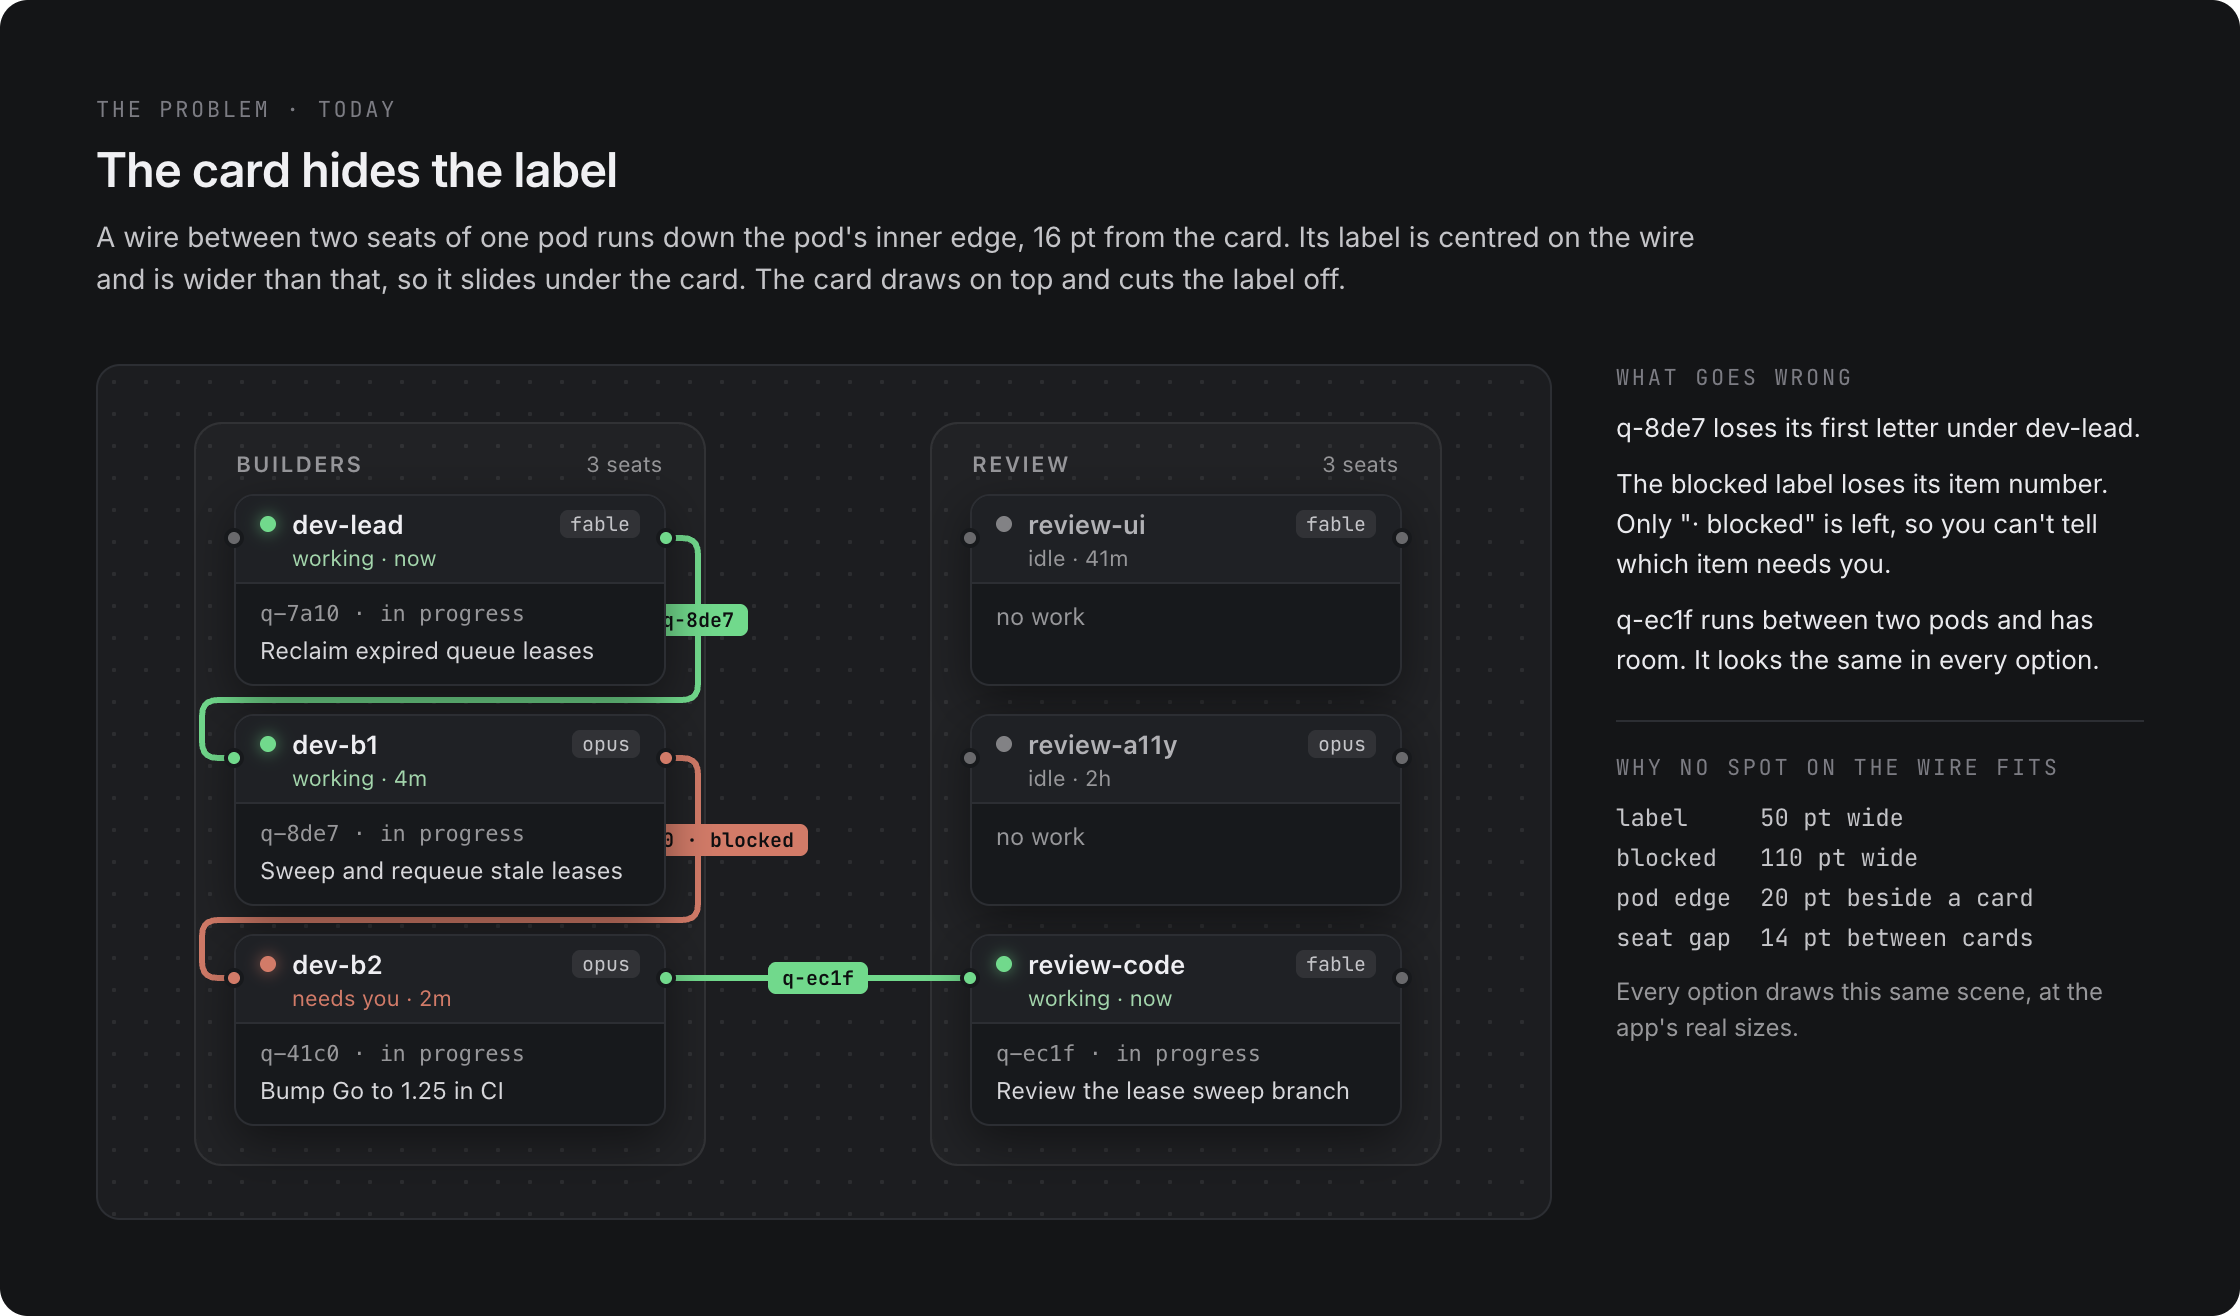 THE PROBLEM · TODAY
The card hides the label
A wire between two seats of one pod runs down the pod's inner edge, 16 pt from the card. Its label is centred on the wire
and is wider than that, so it slides under the card. The card draws on top and cuts the label off.
BUILDERS
3 seats
dev-lead
fable
working · now
q-7a10 · in progress
Reclaim expired queue leases
q-8de7
dev-b1
opus
working · 4m
q-8de7 · in progress
Sweep and requeue stale leases
0 · blocked
dev-b2
opus
needs you · 2m
q-41c0 · in progress
Bump Go to 1.25 in CI
q-ec1f
REVIEW
3 seats
review-ui
fable
idle · 41m
no work
review-a11y
opus
idle · 2h
no work
review-code
fable
working · now
q-ec1f · in progress
Review the lease sweep branch
WHAT GOES WRONG
q-8de7 loses its first letter under dev-lead.
The blocked label loses its item number.
Only "· blocked" is left, so you can't tell
which item needs you.
q-ec1f runs between two pods and has
room. It looks the same in every option.
WHY NO SPOT ON THE WIRE FITS
label 50 pt wide
blocked 110 pt wide
pod edge 20 pt beside a card
seat gap 14 pt between cards
Every option draws this same scene, at the
app's real sizes.